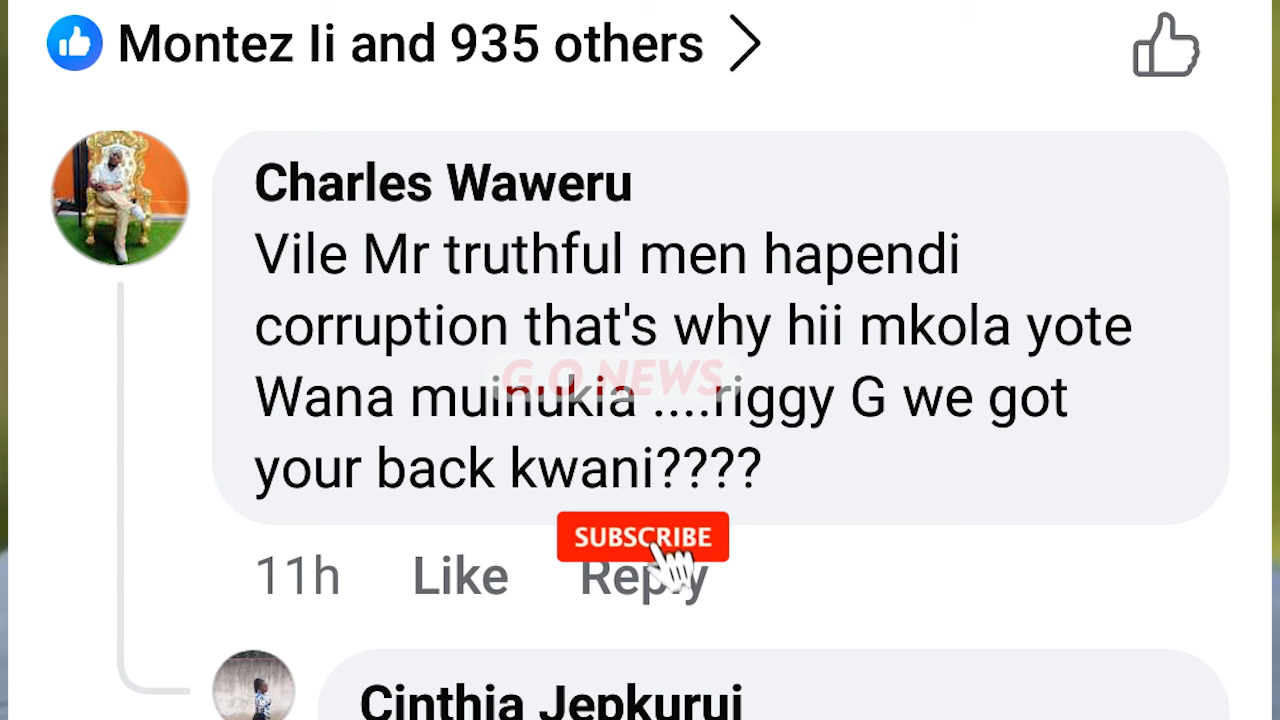 Montez Ii and 935 others
Charles Waweru
Vile Mr truthful men hapendi
corruption that's why hii mkola yote
G.O NEWS
Wana muinukia ....riggy G we got
your back kwani????
SUBSCRIBE
11h Like Reply
Cinthia Jepkurui